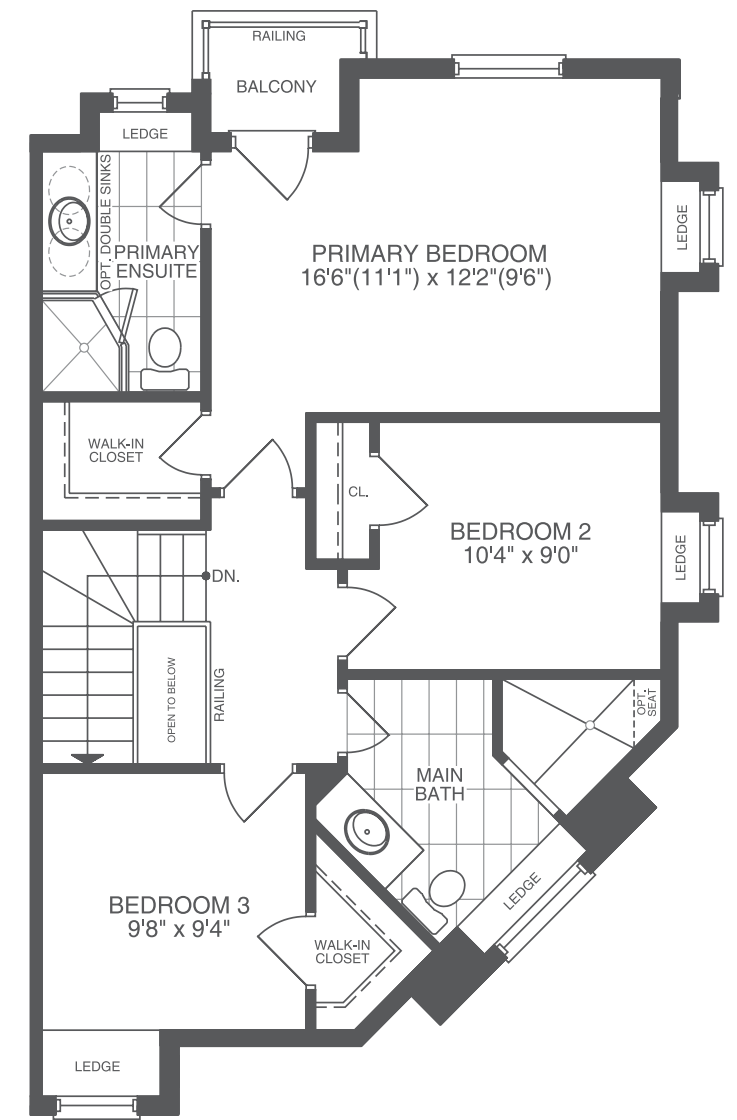 RAILING
BALCONY
LEDGE
OPT. DOUBLE SINKS
PRIMARY
ENSUITE
PRIMARY BEDROOM
16'6"(11'1") x 12'2"(9'6")
LEDGE
WALK-IN
CLOSET
CL.
BEDROOM 2
10'4" x 9'0"
LEDGE
DN.
OPEN TO BELOW
RAILING
OPT.
SEAT
MAIN
BATH
LEDGE
BEDROOM 3
9'8" x 9'4"
WALK-IN
CLOSET
LEDGE